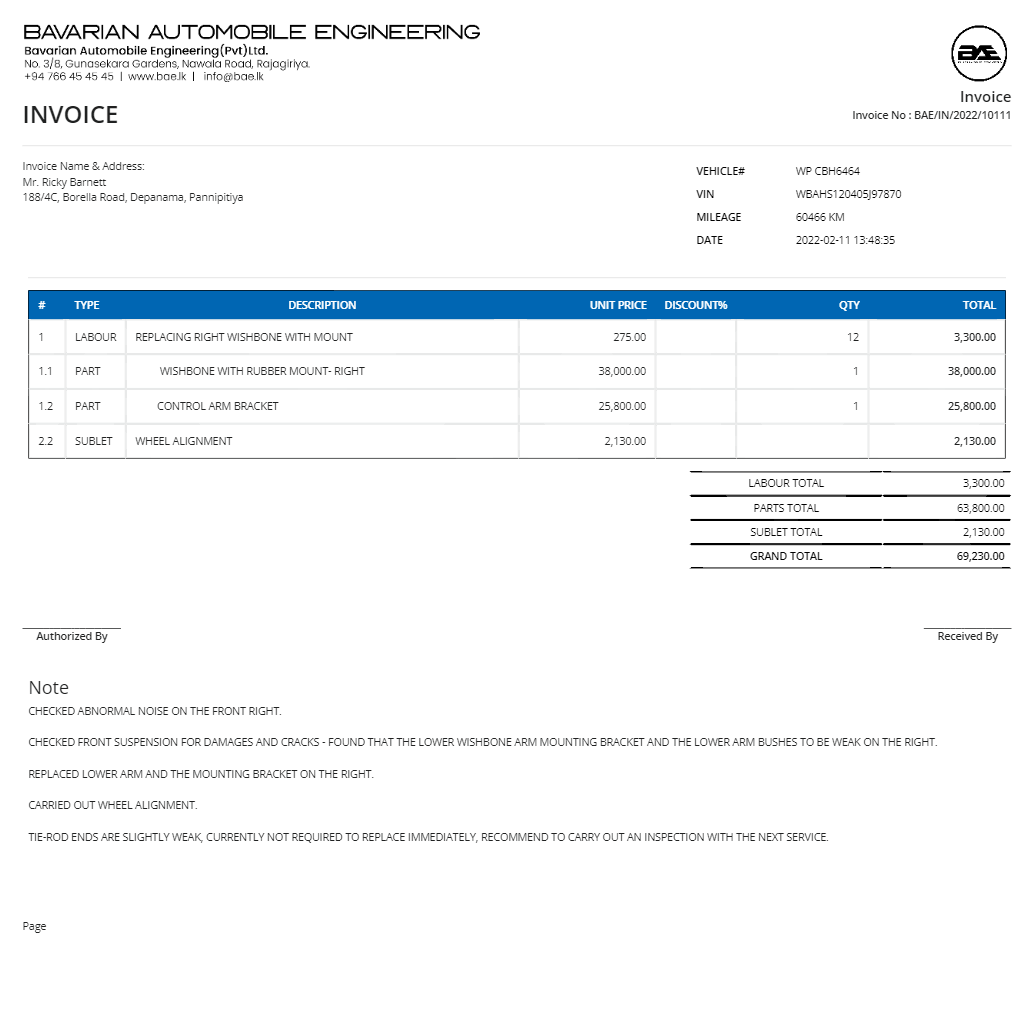 BAVARIAN AUTOMOBILE ENGINEERING
Bavarian Automobile Engineering(Pvt)Ltd.
No. 3/8, Gunasekara Gardens, Nawala Road, Rajagiriya.
+94 766 45 45 45 | www.bae.lk | info@bae.lk
BAE
Invoice
INVOICE
Invoice No : BAE/IN/2022/10111
Invoice Name & Address:
Mr. Ricky Barnett
188/4C, Borella Road, Depanama, Pannipitiya
VEHICLE# WP CBH6464
VIN WBAHS120405J97870
MILEAGE 60466 KM
DATE 2022-02-11 13:48:35
# TYPE DESCRIPTION UNIT PRICE DISCOUNT% QTY TOTAL
1 LABOUR REPLACING RIGHT WISHBONE WITH MOUNT 275.00 12 3,300.00
1.1 PART WISHBONE WITH RUBBER MOUNT- RIGHT 38,000.00 1 38,000.00
1.2 PART CONTROL ARM BRACKET 25,800.00 1 25,800.00
2.2 SUBLET WHEEL ALIGNMENT 2,130.00 2,130.00
LABOUR TOTAL 3,300.00
PARTS TOTAL 63,800.00
SUBLET TOTAL 2,130.00
GRAND TOTAL 69,230.00
Authorized By Received By
Note
CHECKED ABNORMAL NOISE ON THE FRONT RIGHT.
CHECKED FRONT SUSPENSION FOR DAMAGES AND CRACKS - FOUND THAT THE LOWER WISHBONE ARM MOUNTING BRACKET AND THE LOWER ARM BUSHES TO BE WEAK ON THE RIGHT.
REPLACED LOWER ARM AND THE MOUNTING BRACKET ON THE RIGHT.
CARRIED OUT WHEEL ALIGNMENT.
TIE-ROD ENDS ARE SLIGHTLY WEAK, CURRENTLY NOT REQUIRED TO REPLACE IMMEDIATELY, RECOMMEND TO CARRY OUT AN INSPECTION WITH THE NEXT SERVICE.
Page